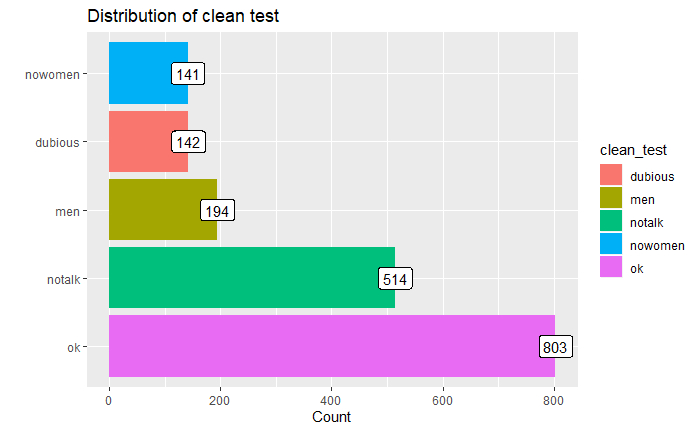 Distribution of clean test
nowomen
141
dubious
142
men
194
notalk
514
ok
803
0 200 400 600 800
Count
clean_test
dubious
men
notalk
nowomen
ok